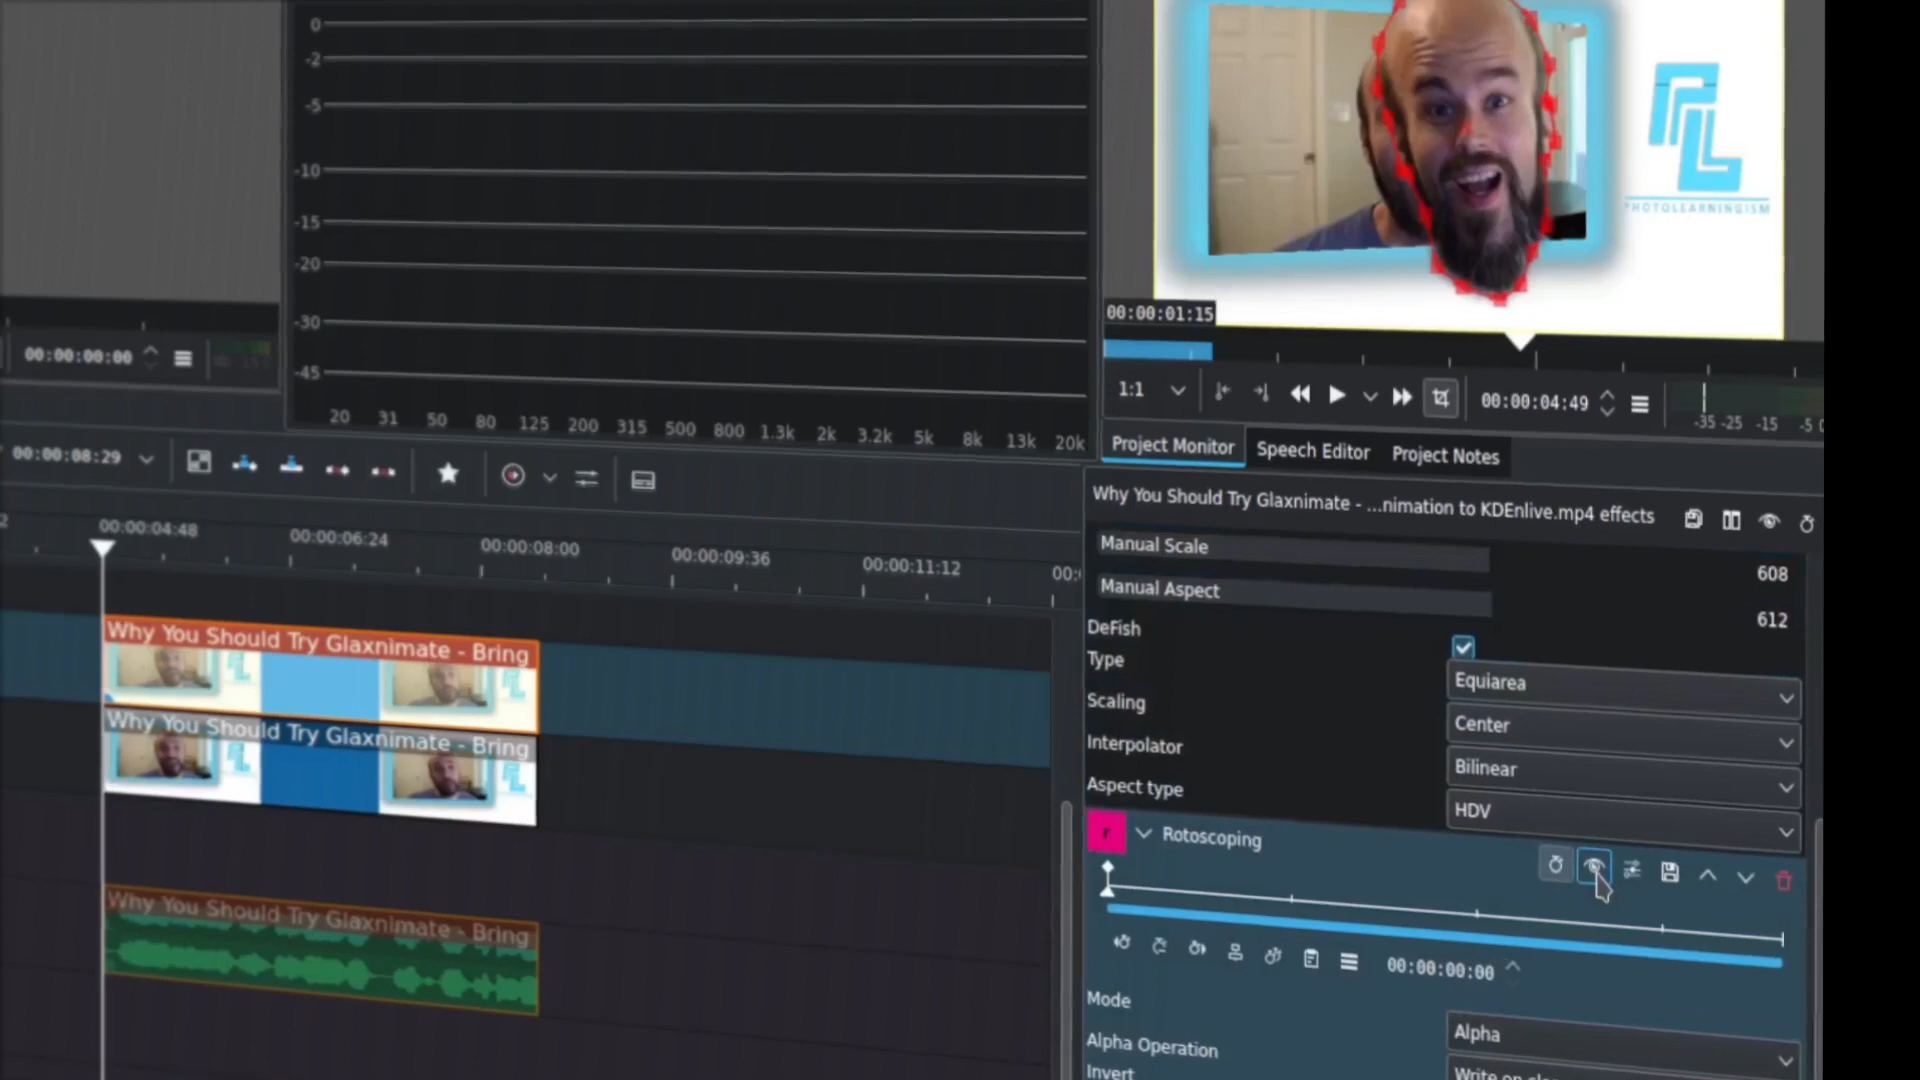 0
-2
-5
-10
-15
-20
-30
-45
20 31 50 80 125 200 315 500 800 1.3k 2k 3.2k 5k 8k 13k 20k
PHOTOLEARNINGISM
00:00:01:15
00:00:00:00
1:1
00:00:04:49
-35 -25 -15 -5 0
Project Monitor Speech Editor Project Notes
00:00:08:29
00:00:04:48 00:00:06:24 00:00:08:00 00:00:09:36 00:00:11:12
Why You Should Try Glaxnimate - Bring
Why You Should Try Glaxnimate - Bring
Why You Should Try Glaxnimate - Bring
Why You Should Try Glaxnimate - ...nimation to KDEnlive.mp4 effects
Manual Scale 608
Manual Aspect 612
DeFish
Type Equiarea
Scaling Center
Interpolator Bilinear
Aspect type HDV
r Rotoscoping
00:00:00:00
Mode Alpha
Alpha Operation
Invert